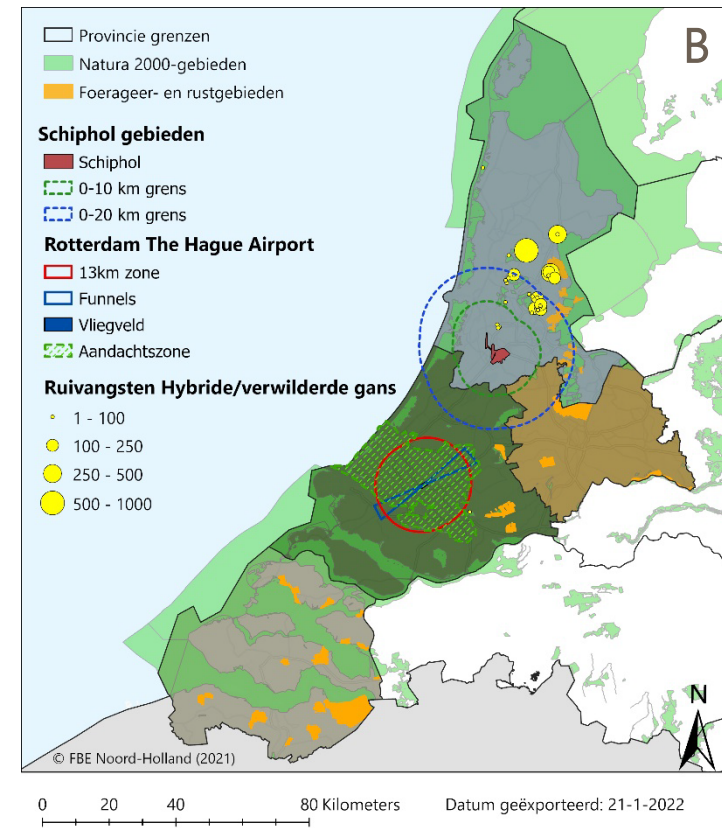 B
Provincie grenzen
Natura 2000-gebieden
Foerageer- en rustgebieden
Schiphol gebieden
Schiphol
0-10 km grens
0-20 km grens
Rotterdam The Hague Airport
13km zone
Funnels
Vliegveld
Aandachtszone
Ruivangsten Hybride/verwilderde gans
1 - 100
100 - 250
250 - 500
500 - 1000
N
© FBE Noord-Holland (2021)
0 20 40 80 Kilometers Datum geëxporteerd: 21-1-2022